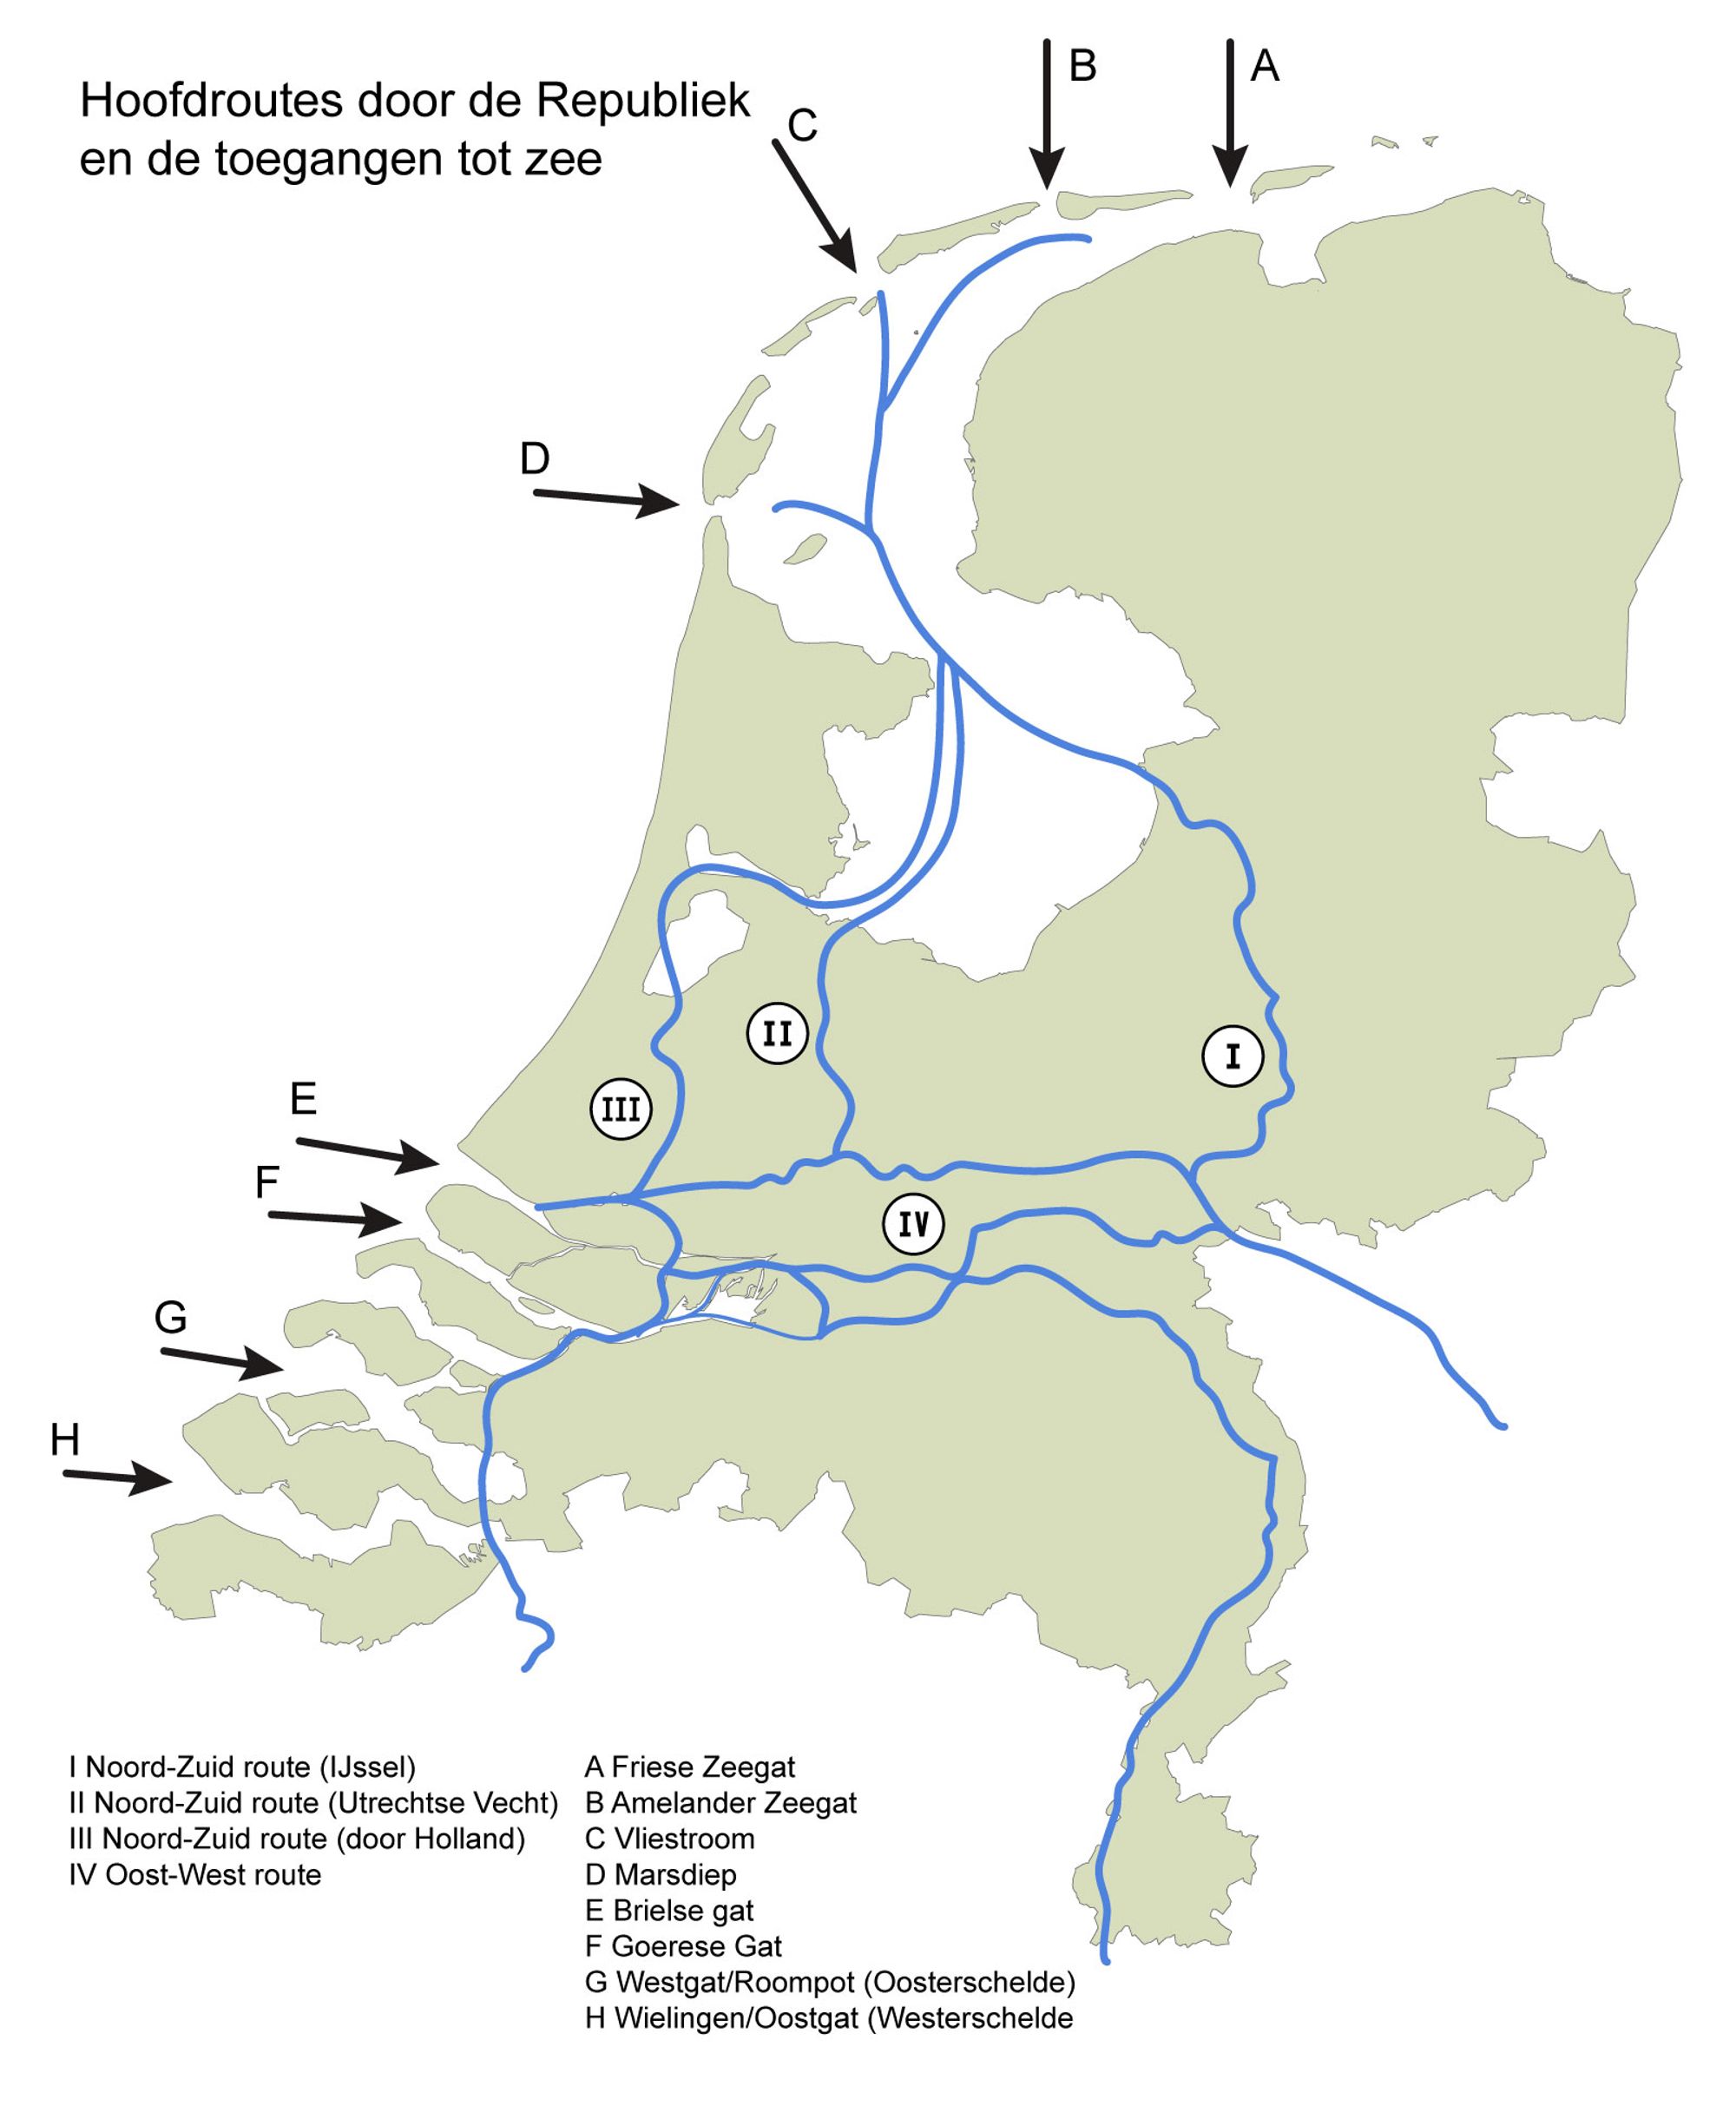 Hoofdroutes door de Republiek
en de toegangen tot zee
B
A
C
D
II
I
III
E
F
IV
G
H
I Noord-Zuid route (IJssel)
II Noord-Zuid route (Utrechtse Vecht)
III Noord-Zuid route (door Holland)
IV Oost-West route
A Friese Zeegat
B Amelander Zeegat
C Vliestroom
D Marsdiep
E Brielse gat
F Goerese Gat
G Westgat/Roompot (Oosterschelde)
H Wielingen/Oostgat (Westerschelde